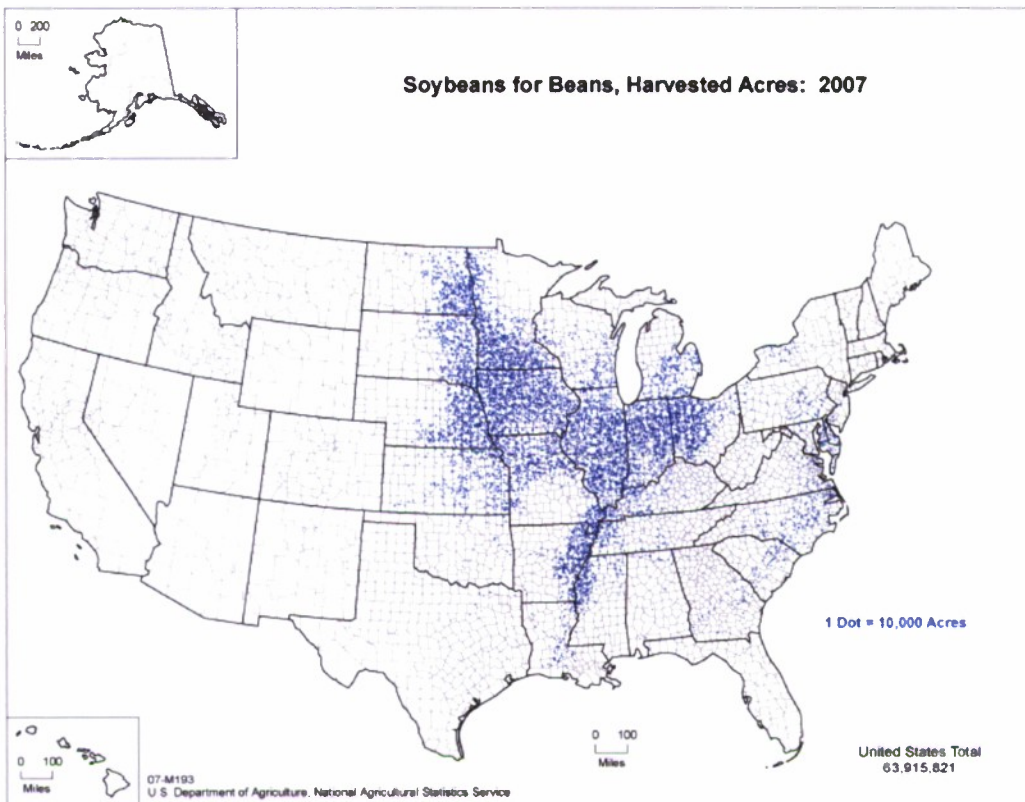 0 200
Miles
Soybeans for Beans, Harvested Acres: 2007
1 Dot = 10,000 Acres
0 100
Miles
United States Total
63,915,821
0 100
Miles
07-M193
U.S. Department of Agriculture, National Agricultural Statistics Service